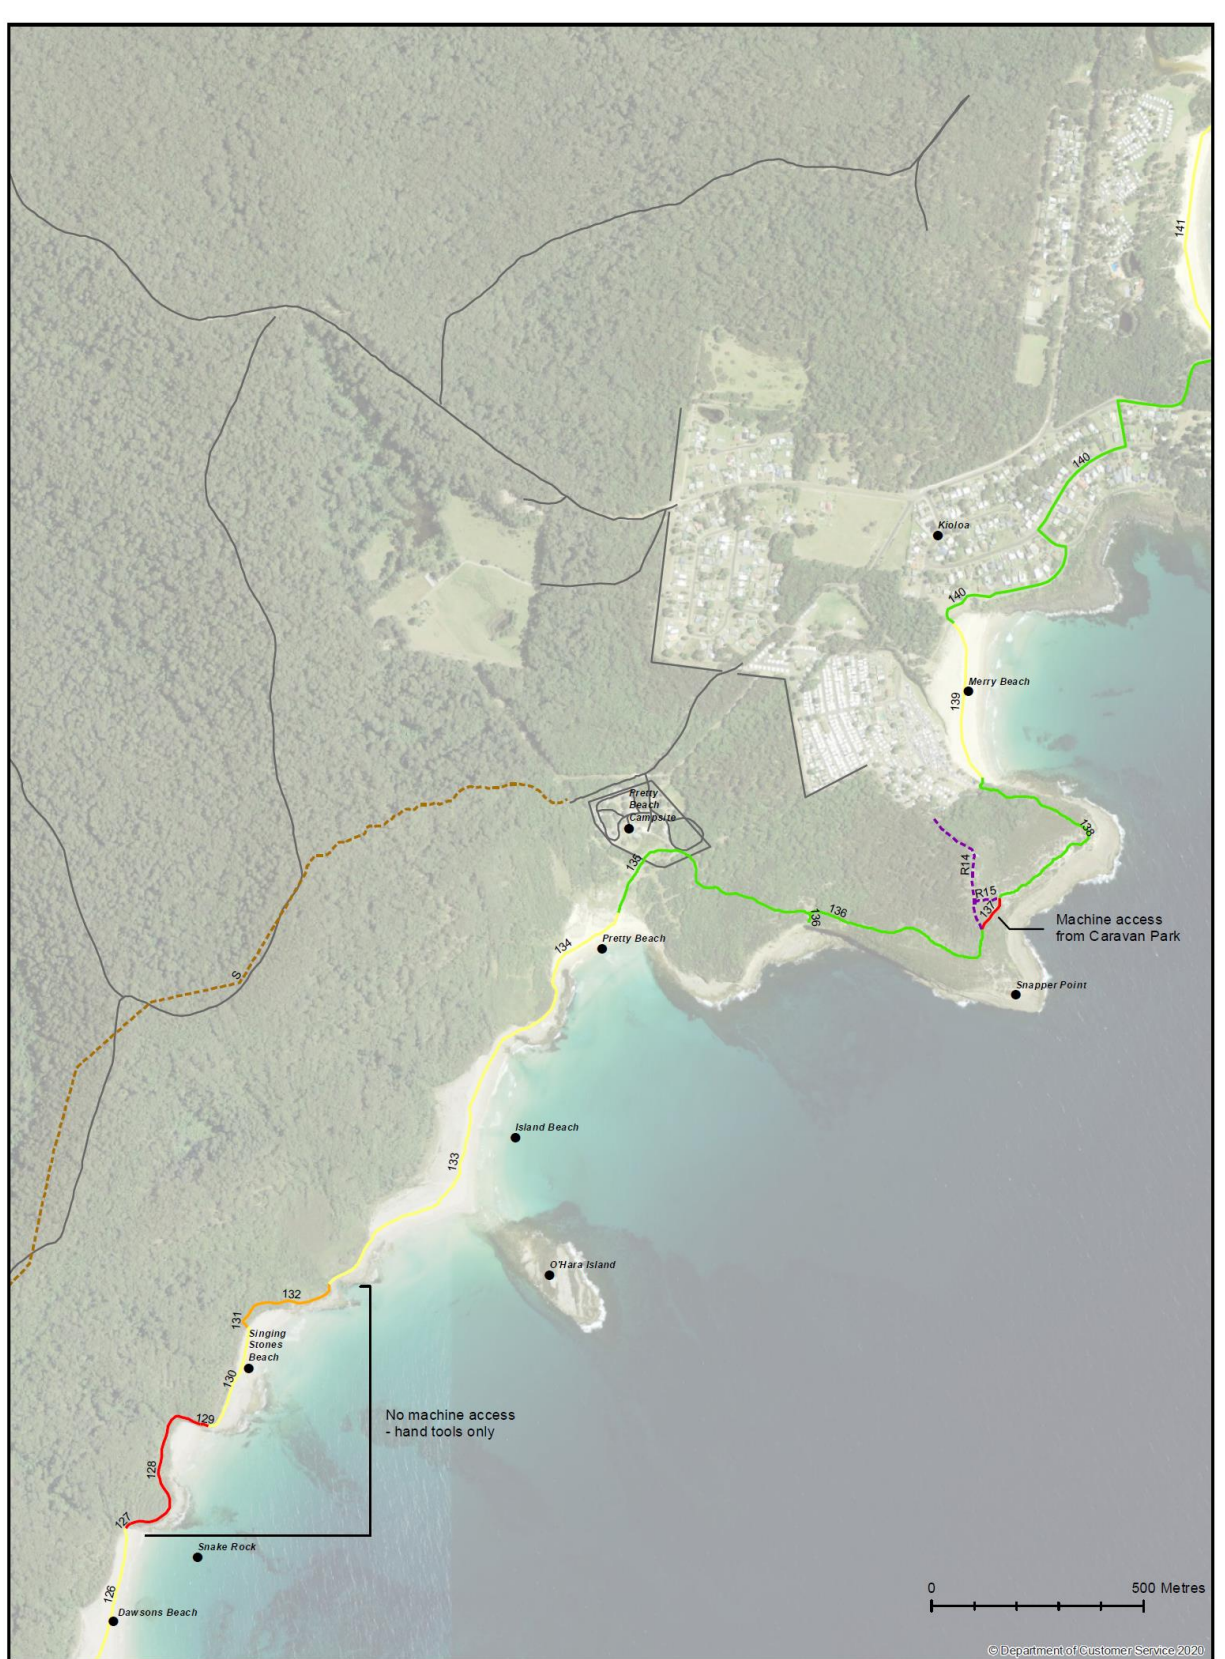 141
140
Kioloa
140
Merry Beach
139
Pretty
Beach
Campsite
138
135
R14
R15
137
136
136
Machine access
from Caravan Park
134
Pretty Beach
S
Snapper Point
Island Beach
133
O'Hara Island
132
131
Singing
Stones
Beach
130
129
No machine access
- hand tools only
128
127
Snake Rock
126
Dawsons Beach
0 500 Metres
© Department of Customer Service 2020